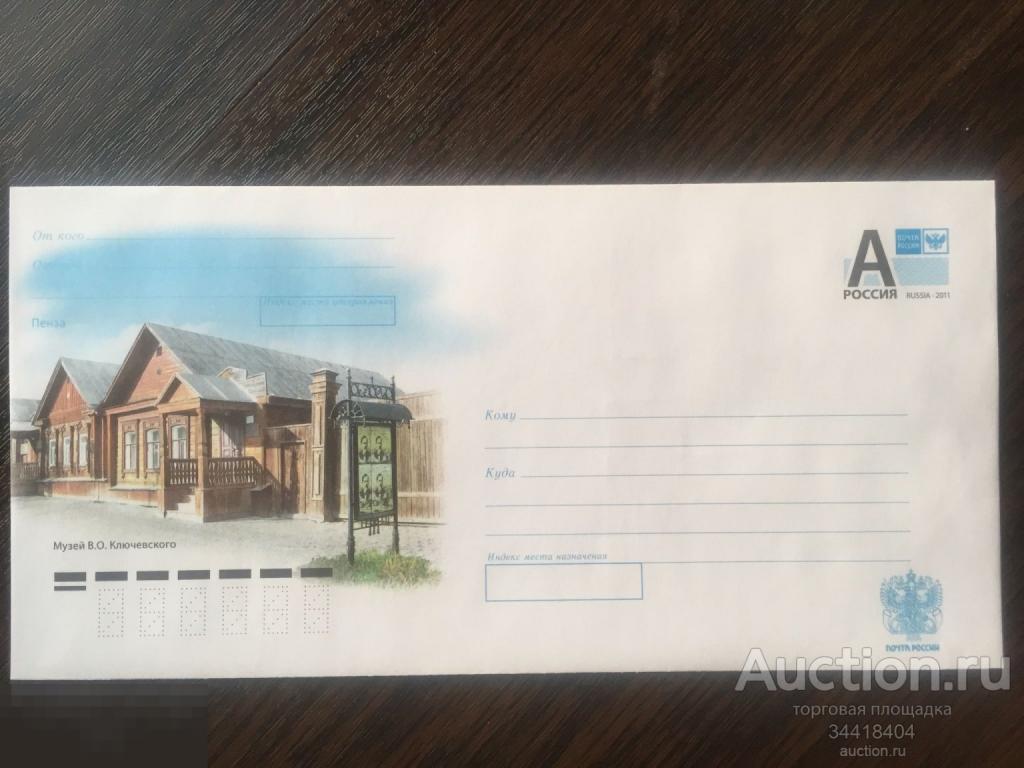 От кого
Пенза
Индекс места отправления
А
ПОЧТА
РОССИИ
РОССИЯ RUSSIA · 2011
Кому
Куда
Индекс места назначения
Музей В.О. Ключевского
ПОЧТА РОССИИ
Auction.ru
торговая площадка
34418404
auction.ru